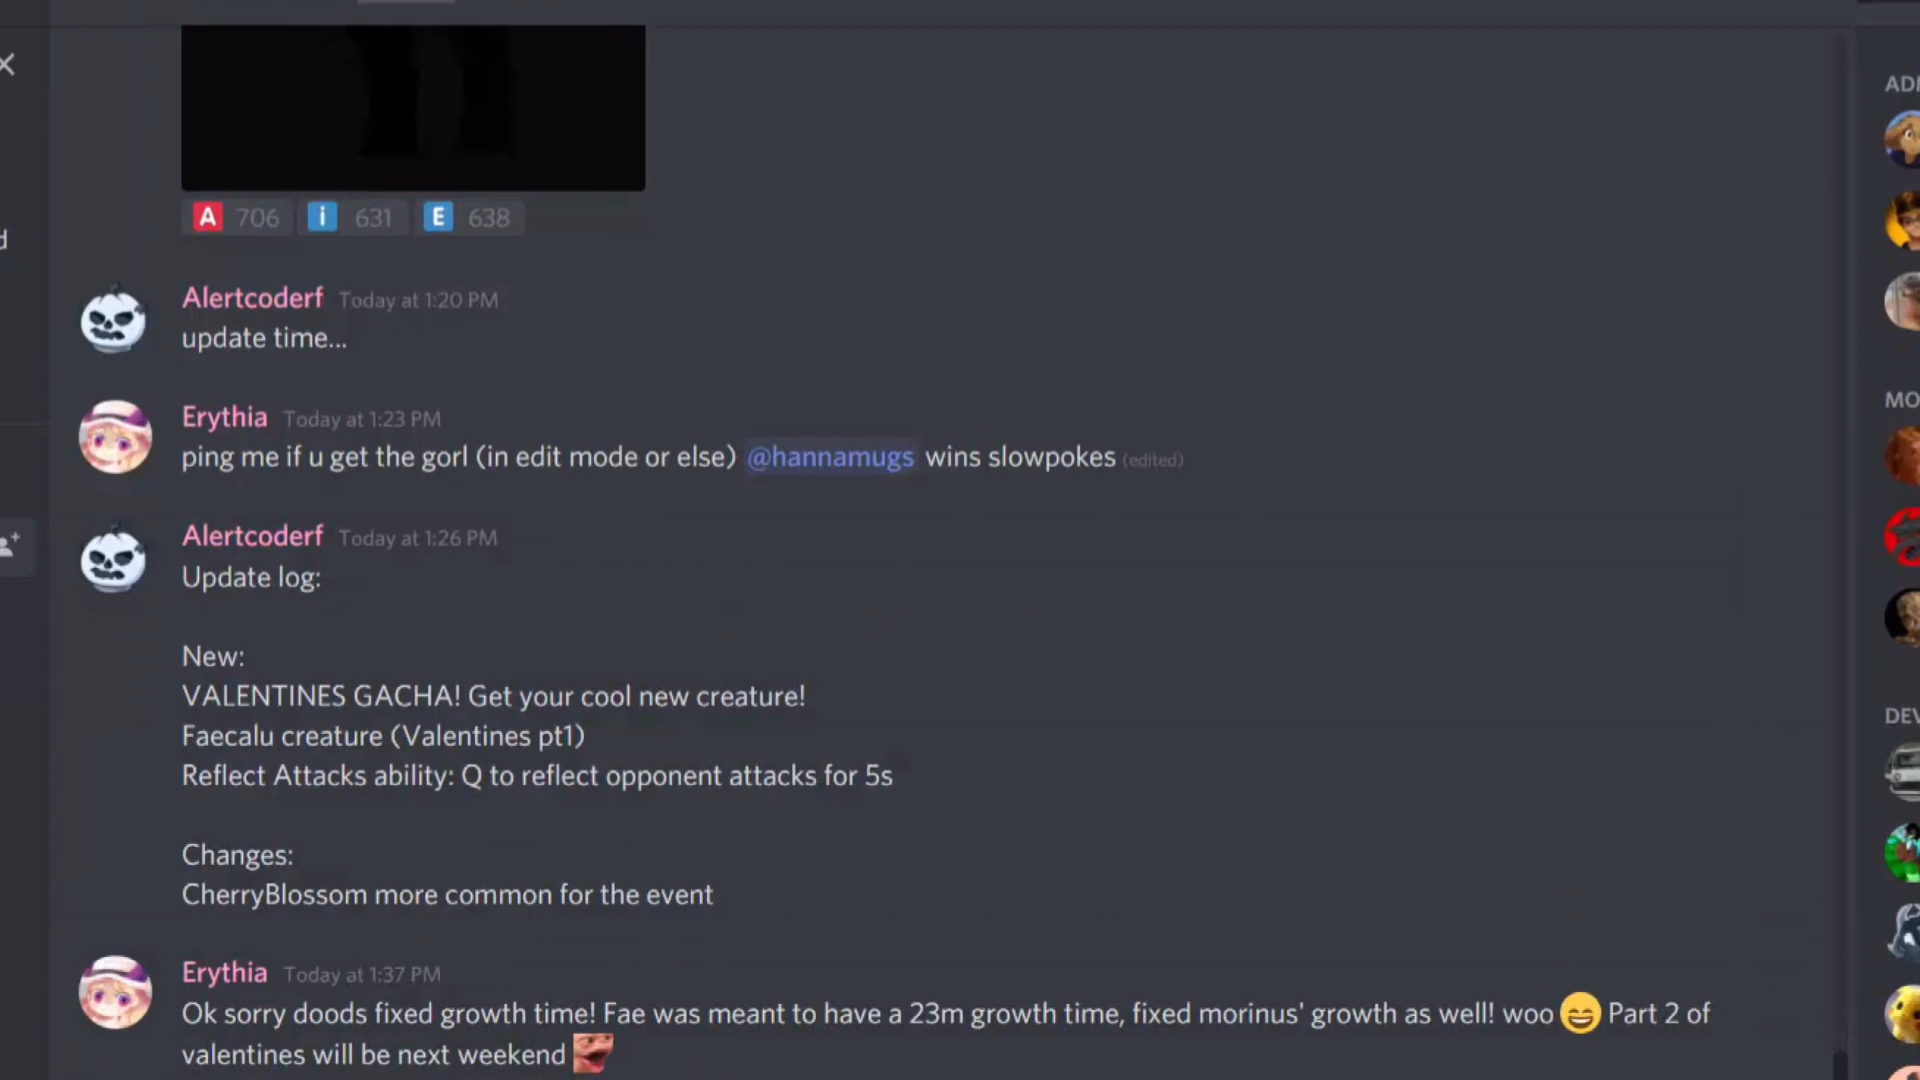 A 706 i 631 E 638
Alertcoderf Today at 1:20 PM
update time...
Erythia Today at 1:23 PM
ping me if u get the gorl (in edit mode or else) @hannamugs wins slowpokes (edited)
Alertcoderf Today at 1:26 PM
Update log:
New:
VALENTINES GACHA! Get your cool new creature!
Faecalu creature (Valentines pt1)
Reflect Attacks ability: Q to reflect opponent attacks for 5s
Changes:
CherryBlossom more common for the event
Erythia Today at 1:37 PM
Ok sorry doods fixed growth time! Fae was meant to have a 23m growth time, fixed morinus' growth as well! woo 😄 Part 2 of
valentines will be next weekend